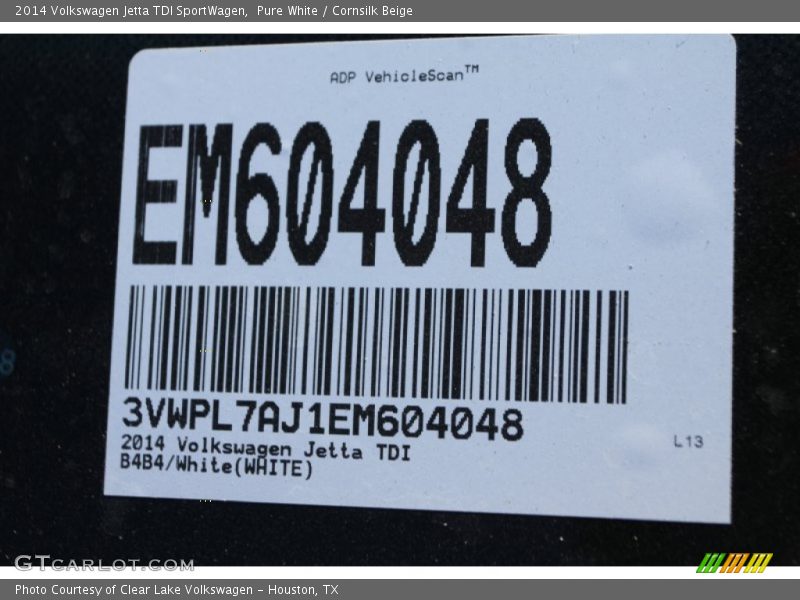 2014 Volkswagen Jetta TDI SportWagen, Pure White / Cornsilk Beige
ADP VehicleScan™
EM604048
3VWPL7AJ1EM604048
2014 Volkswagen Jetta TDI
B4B4/White(WHITE)
L13
8
GTCARLOT.COM
Photo Courtesy of Clear Lake Volkswagen – Houston, TX